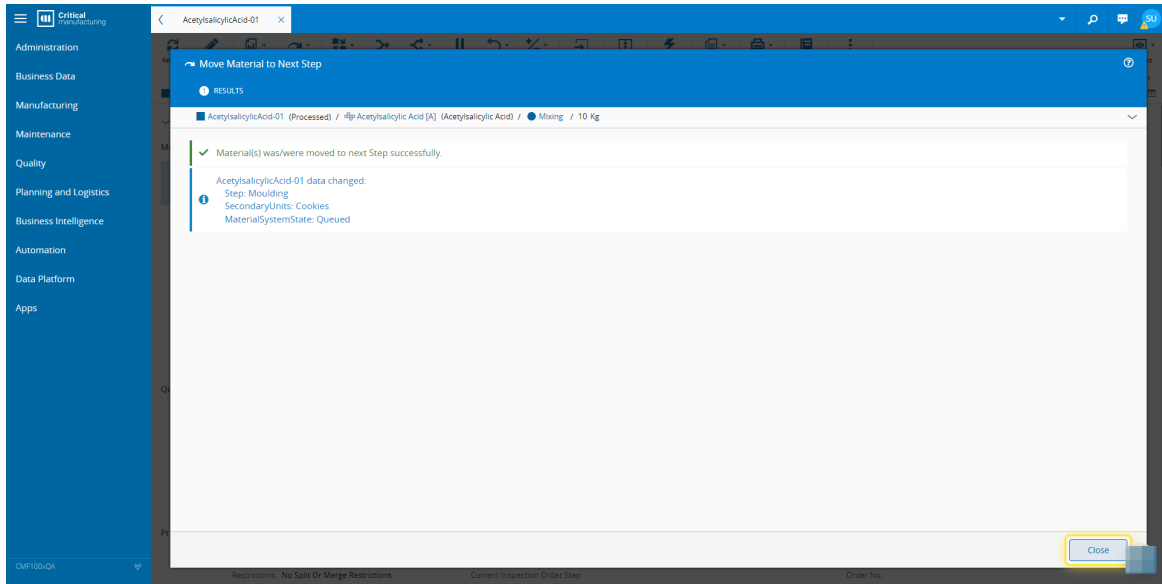 Critical
manufacturing
AcetylsalicylicAcid-01
SU
Administration
Business Data
Manufacturing
Maintenance
Quality
Planning and Logistics
Business Intelligence
Automation
Data Platform
Apps
CMF100xQA
Move Material to Next Step
1 RESULTS
AcetylsalicylicAcid-01 (Processed) / Acetylsalicylic Acid [A] (Acetylsalicylic Acid) / Mixing / 10 Kg
Material(s) was/were moved to next Step successfully.
AcetylsalicylicAcid-01 data changed:
Step: Moulding
SecondaryUnits: Cookies
MaterialSystemState: Queued
Close
Restrictions: No Split Or Merge Restrictions Current Inspection Order Step Order No.: